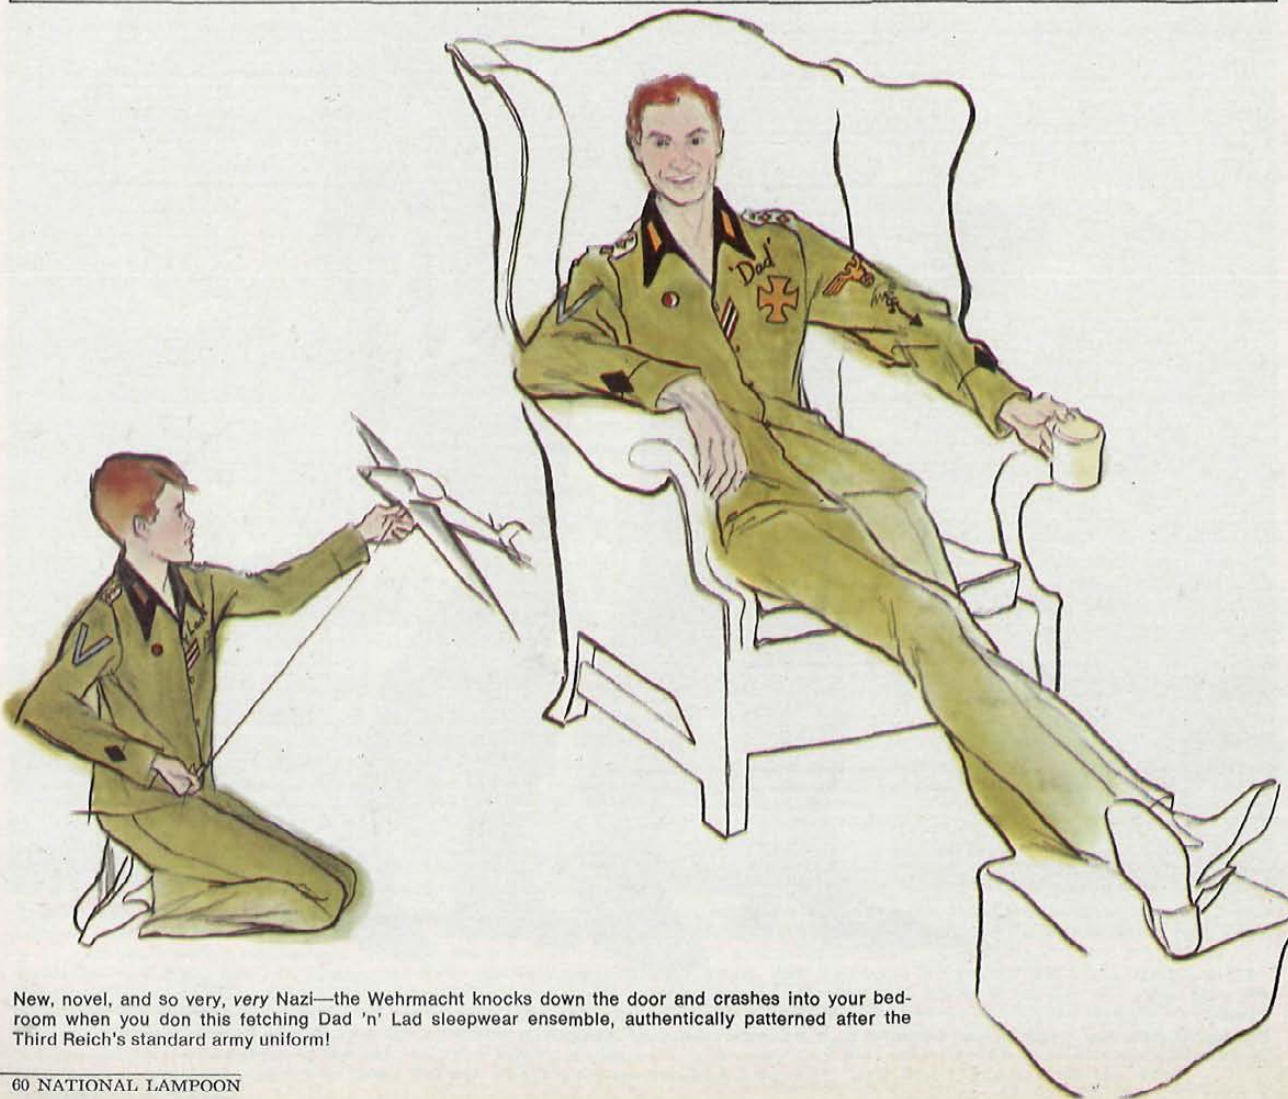 'Dad'
'Lad'
New, novel, and so very, very Nazi—the Wehrmacht knocks down the door and crashes into your bed-
room when you don this fetching Dad 'n' Lad sleepwear ensemble, authentically patterned after the
Third Reich's standard army uniform!
60 NATIONAL LAMPOON